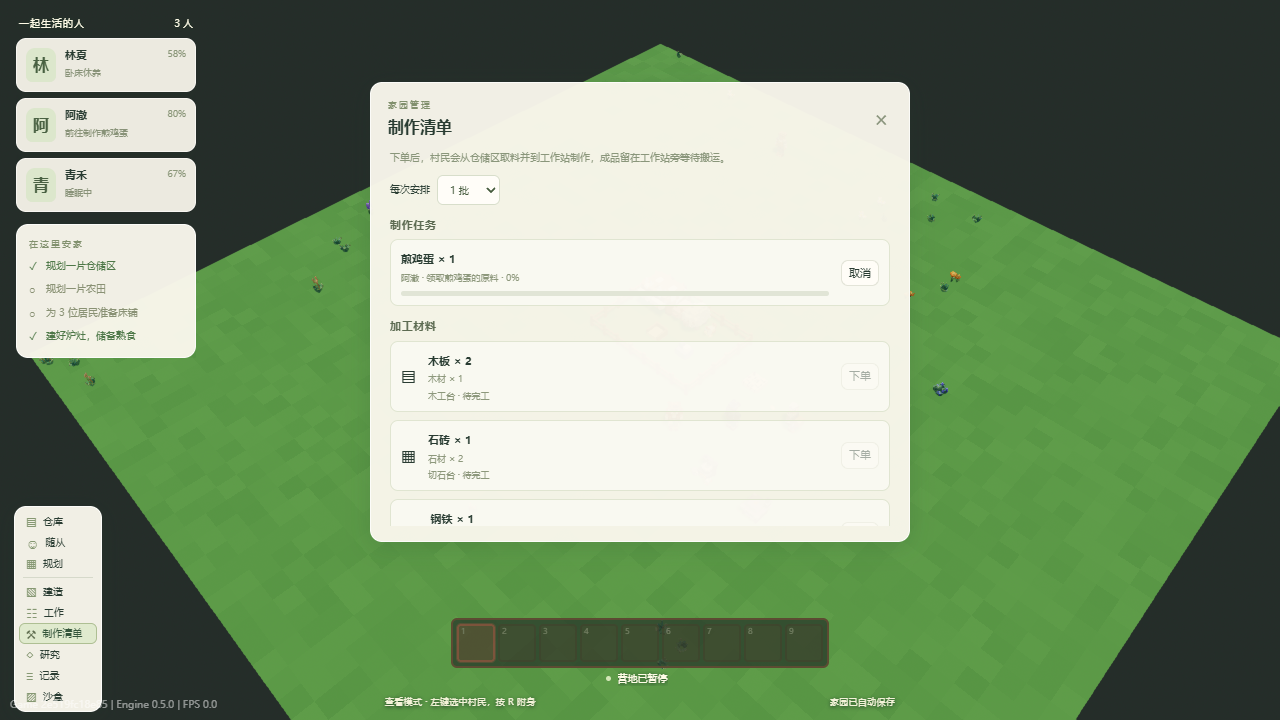 一起生活的人 3 人
林
林夏 58%
卧床休养
阿
阿澈 80%
前往制作煎鸡蛋
青
青禾 67%
睡眠中
在这里安家
✓ 规划一片仓储区
○ 规划一片农田
○ 为 3 位居民准备床铺
✓ 建好炉灶，储备熟食
家园管理
制作清单
下单后，村民会从仓储区取料并到工作站制作，成品留在工作站旁等待搬运。
每次安排 1 批
制作任务
煎鸡蛋 × 1
阿澈 · 领取煎鸡蛋的原料 · 0%
取消
加工材料
木板 × 2
木材 × 1
木工台 · 待完工
下单
石砖 × 1
石材 × 2
切石台 · 待完工
下单
钢铁 × 1
仓库
随从
规划
建造
工作
制作清单
研究
记录
沙盒
| Engine 0.5.0 | FPS 0.0
1 2 3 4 5 6 7 8 9
营地已暂停
查看模式 · 左键选中村民，按 R 附身
家园已自动保存